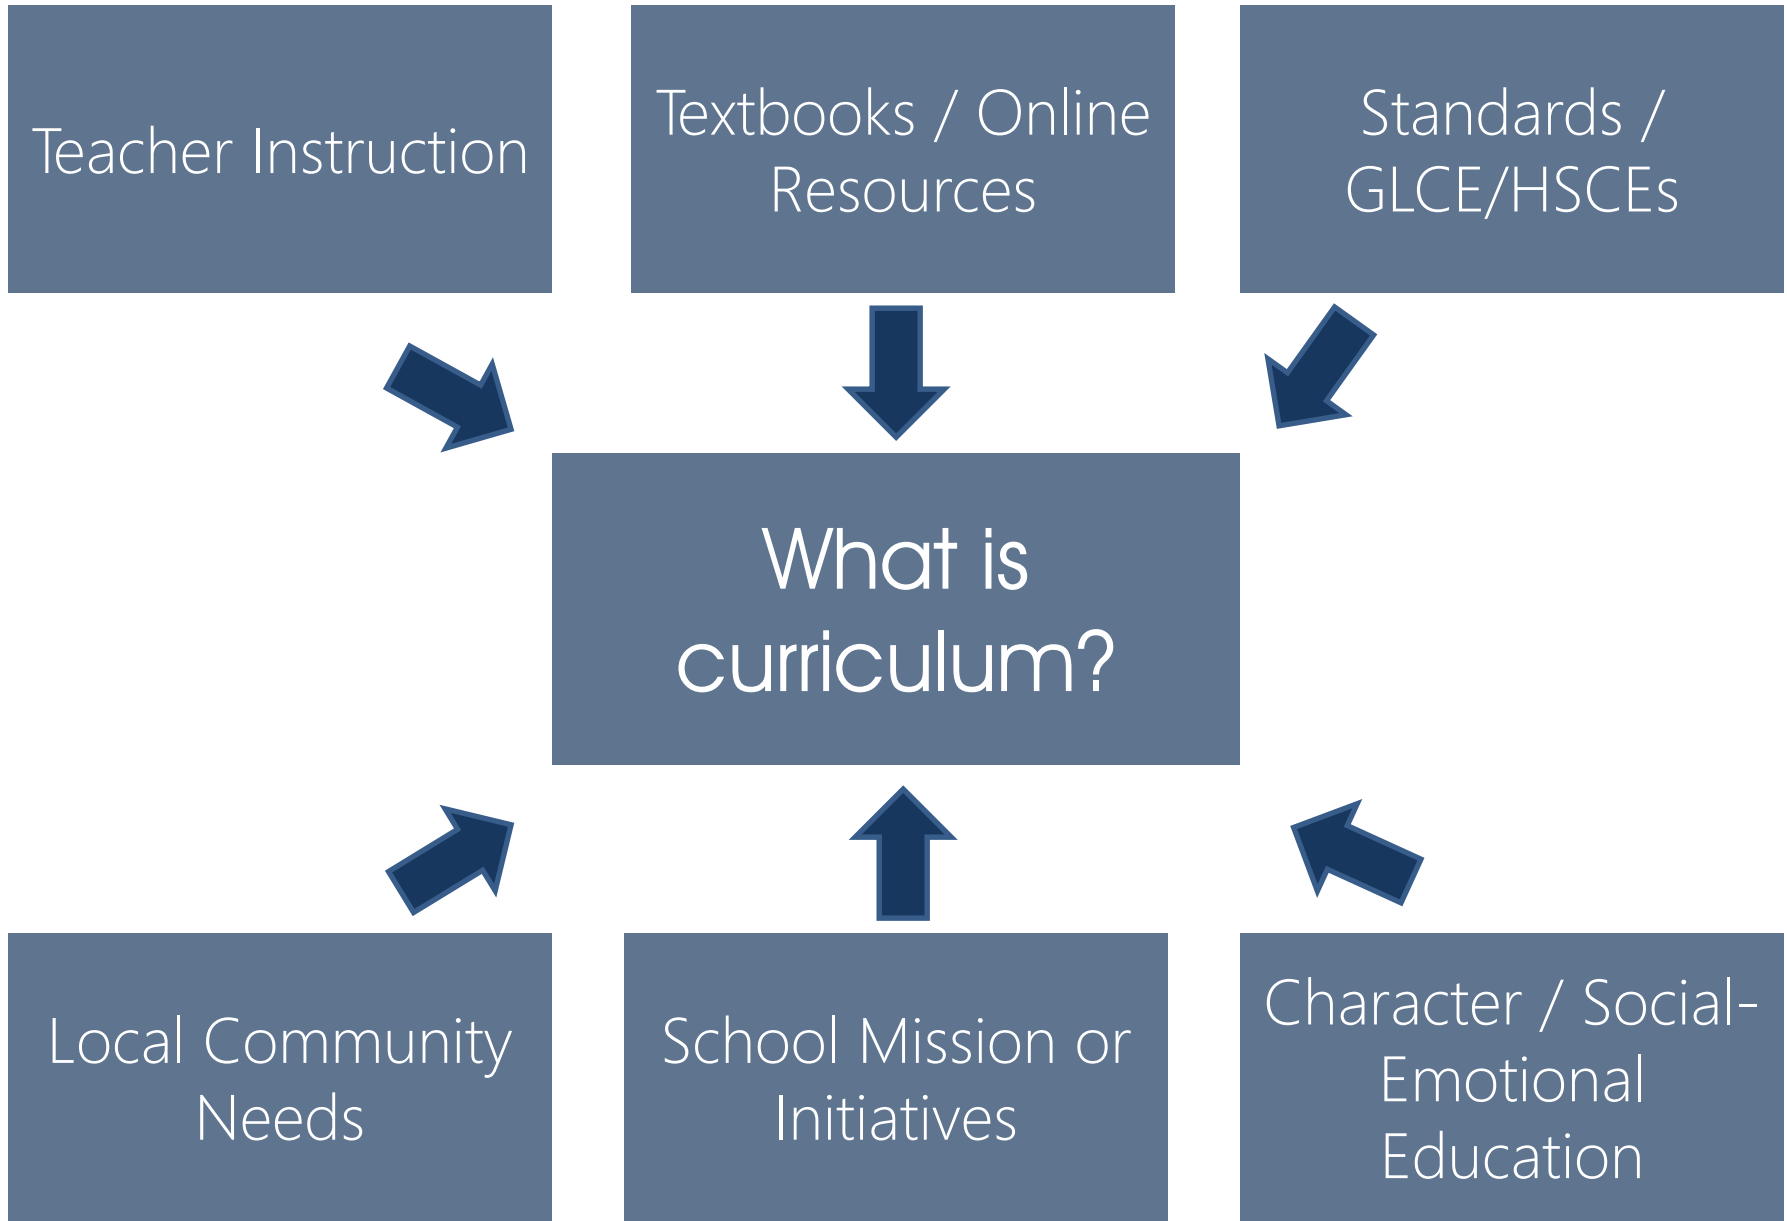 Teacher Instruction
Textbooks / Online
Resources
Standards /
GLCE/HSCEs
What is
curriculum?
Local Community
Needs
School Mission or
Initiatives
Character / Social-
Emotional
Education